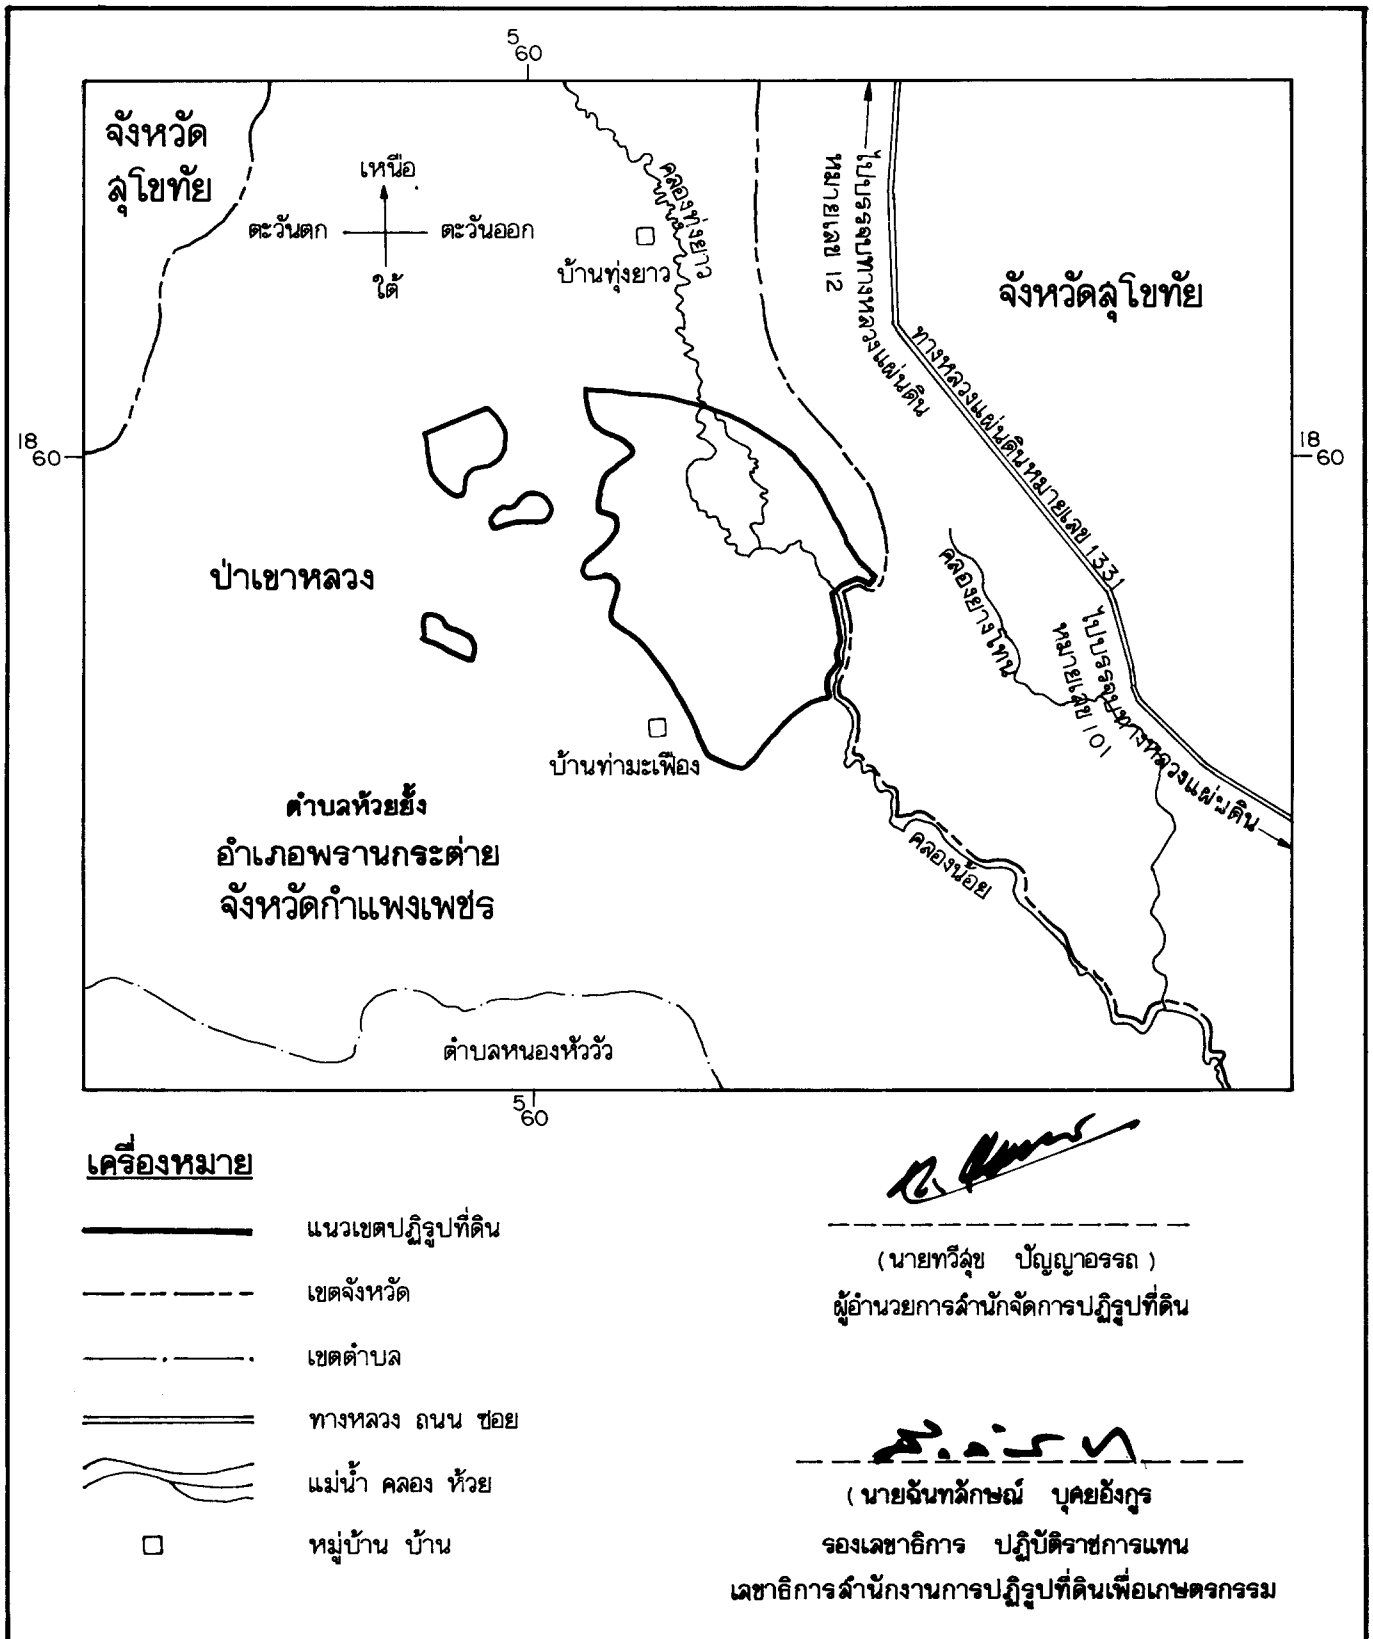 5
60
จังหวัด
สุโขทัย
เหนือ
ตะวันตก
ตะวันออก
ใต้
คลองทุ่งยาว
บ้านทุ่งยาว
ไปบรรจบทางหลวงแผ่นดิน
หมายเลข 12
จังหวัดสุโขทัย
ทางหลวงแผ่นดินหมายเลข 1331
18
60
18
60
ป่าเขาหลวง
คลองยางโทน
ไปบรรจบทางหลวงแผ่นดิน
หมายเลข 101
บ้านท่ามะเฟือง
ตำบลห้วยยั้ง
อำเภอพรานกระต่าย
จังหวัดกำแพงเพชร
คลองน้อย
ตำบลหนองหัววัว
5
60
เครื่องหมาย
แนวเขตปฏิรูปที่ดิน
เขตจังหวัด
เขตตำบล
ทางหลวง ถนน ซอย
แม่น้ำ คลอง ห้วย
หมู่บ้าน บ้าน
(นายทวีสุข ปัญญาอรรถ)
ผู้อำนวยการสำนักจัดการปฏิรูปที่ดิน
(นายฉันทลักษณ์ บุศยอังกูร
รองเลขาธิการ ปฏิบัติราชการแทน
เลขาธิการสำนักงานการปฏิรูปที่ดินเพื่อเกษตรกรรม